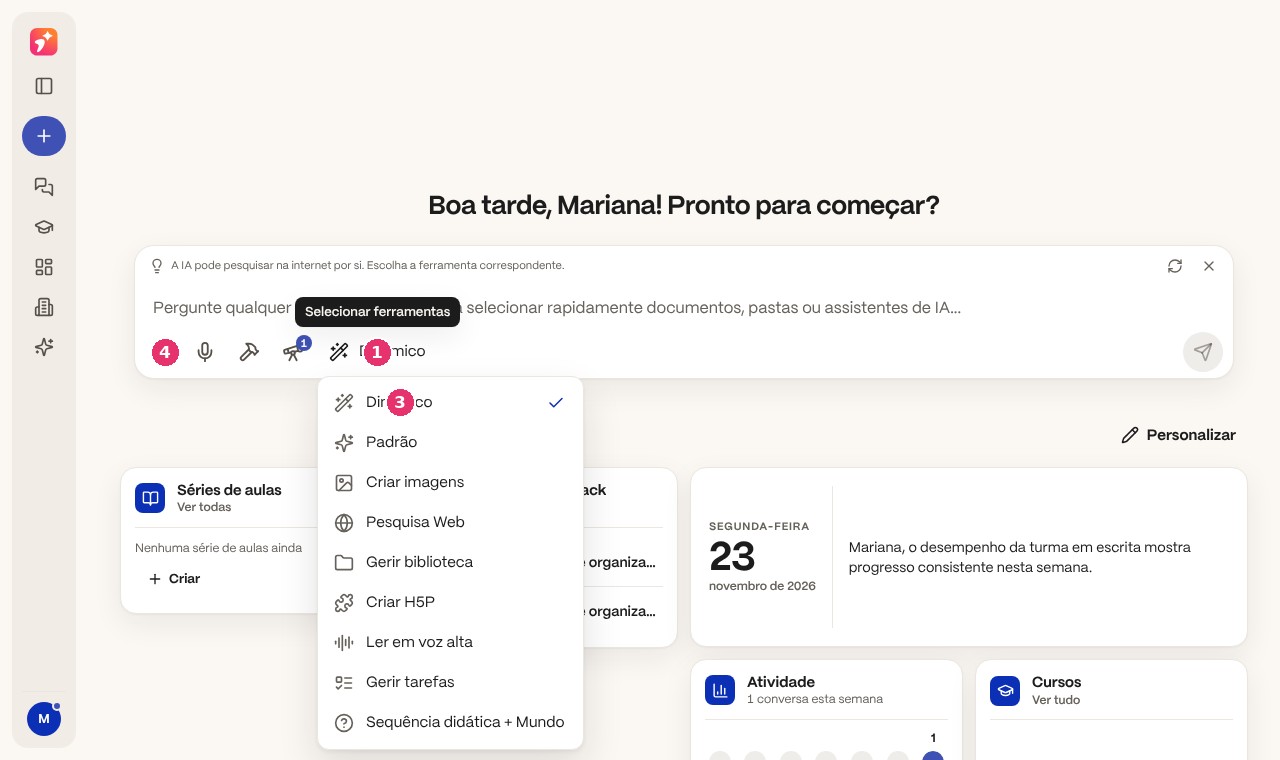 Boa tarde, Mariana! Pronto para começar?
A IA pode pesquisar na internet por si. Escolha a ferramenta correspondente.
Pergunte qualquer
selecionar rapidamente documentos, pastas ou assistentes de IA...
Selecionar ferramentas
4
1
1
3
Padrão
Criar imagens
Pesquisa Web
Gerir biblioteca
Criar H5P
Ler em voz alta
Gerir tarefas
Sequência didática + Mundo
Personalizar
Séries de aulas
Ver todas
Nenhuma série de aulas ainda
Criar
organiza...
organiza...
SEGUNDA-FEIRA
23
novembro de 2026
Mariana, o desempenho da turma em escrita mostra
progresso consistente nesta semana.
Atividade
1 conversa esta semana
1
Cursos
Ver tudo
M